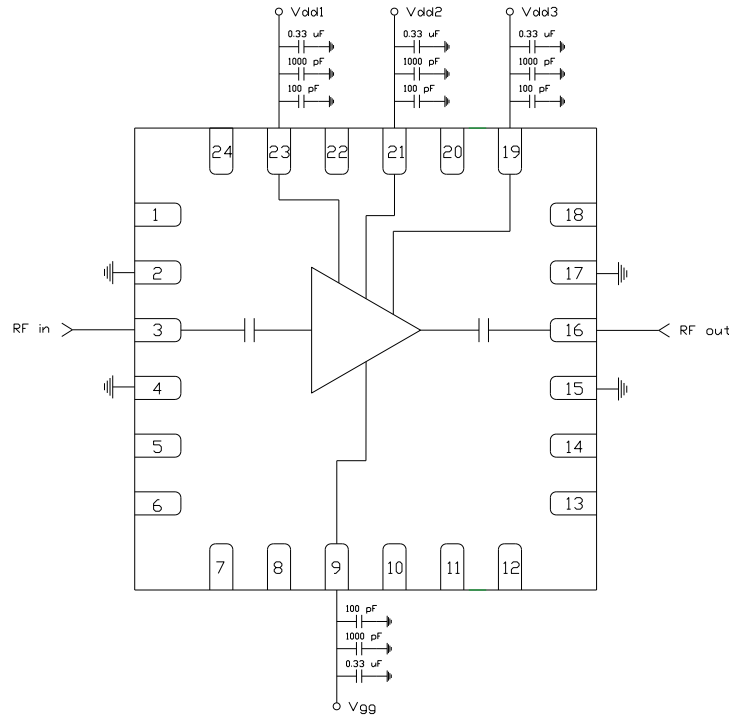 Vdd1 Vdd2 Vdd3
0.33 uF 0.33 uF 0.33 uF
1000 pF 1000 pF 1000 pF
100 pF 100 pF 100 pF
24 23 22 21 20 19
1 18
2 17
RF in 3 16 RF out
4 15
5 14
6 13
7 8 9 10 11 12
100 pF
1000 pF
0.33 uF
Vgg